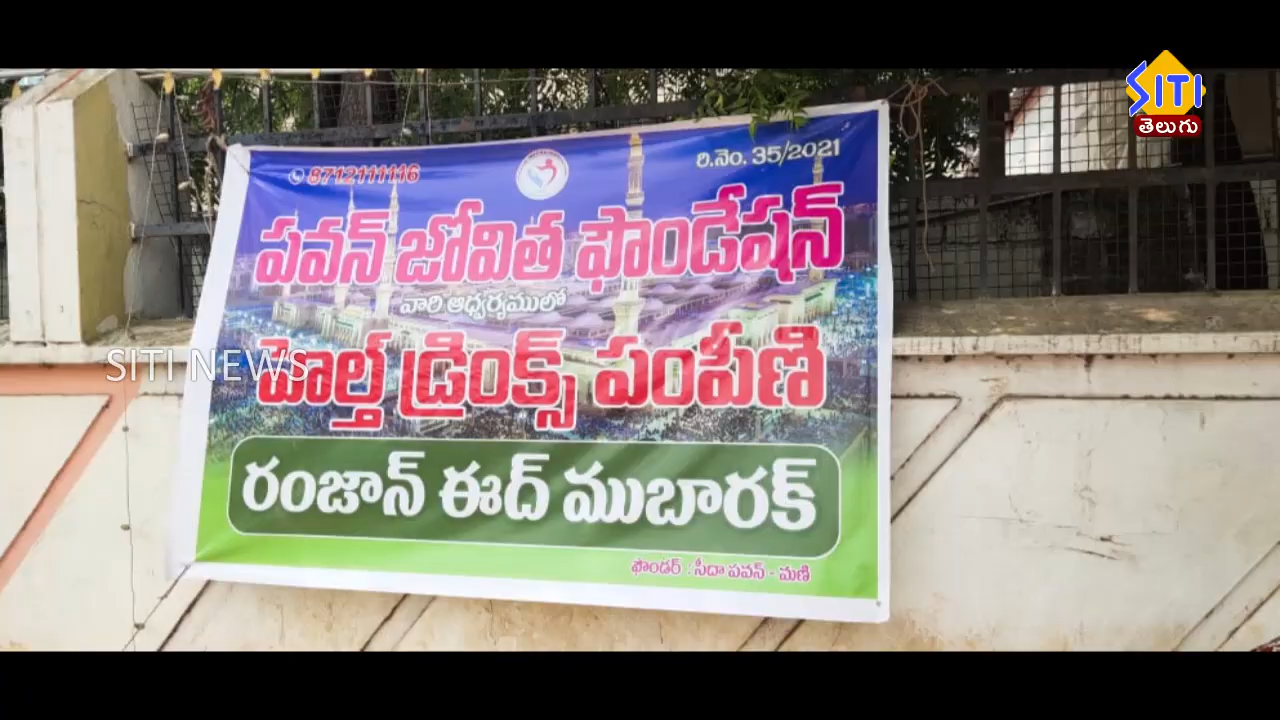 SITI
తెలుగు
8712111116
రి.నెం. 35/2021
పవన్ జోవిత ఫౌండేషన్
వారి ఆధ్వర్యములో
హెల్త్ డ్రింక్స్ పంపిణి
SITI NEWS
రంజాన్ ఈద్ ముబారక్
ఫౌండర్ : సీదా పవన్ - మణి